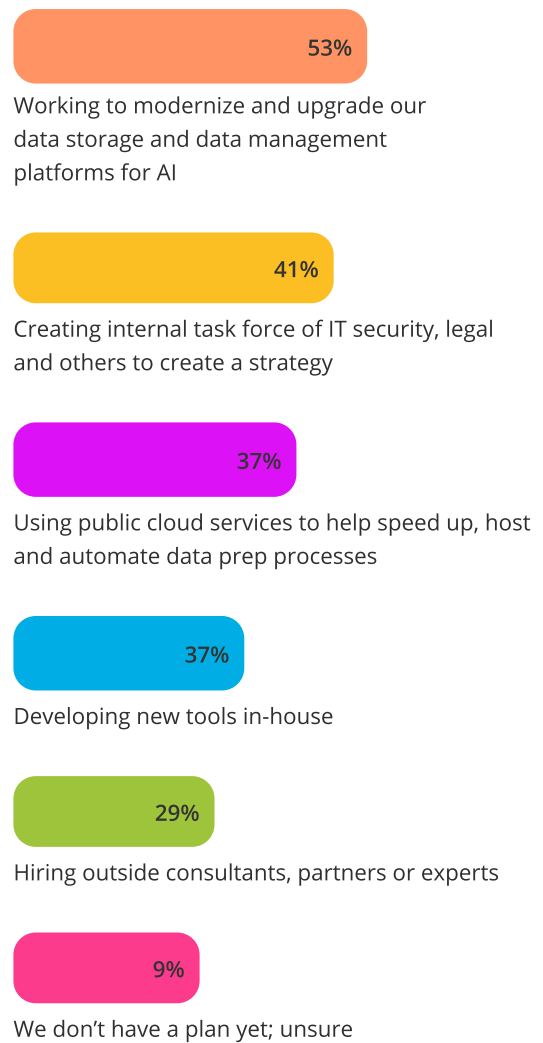 53%
Working to modernize and upgrade our
data storage and data management
platforms for AI
41%
Creating internal task force of IT security, legal
and others to create a strategy
37%
Using public cloud services to help speed up, host
and automate data prep processes
37%
Developing new tools in-house
29%
Hiring outside consultants, partners or experts
9%
We don’t have a plan yet; unsure